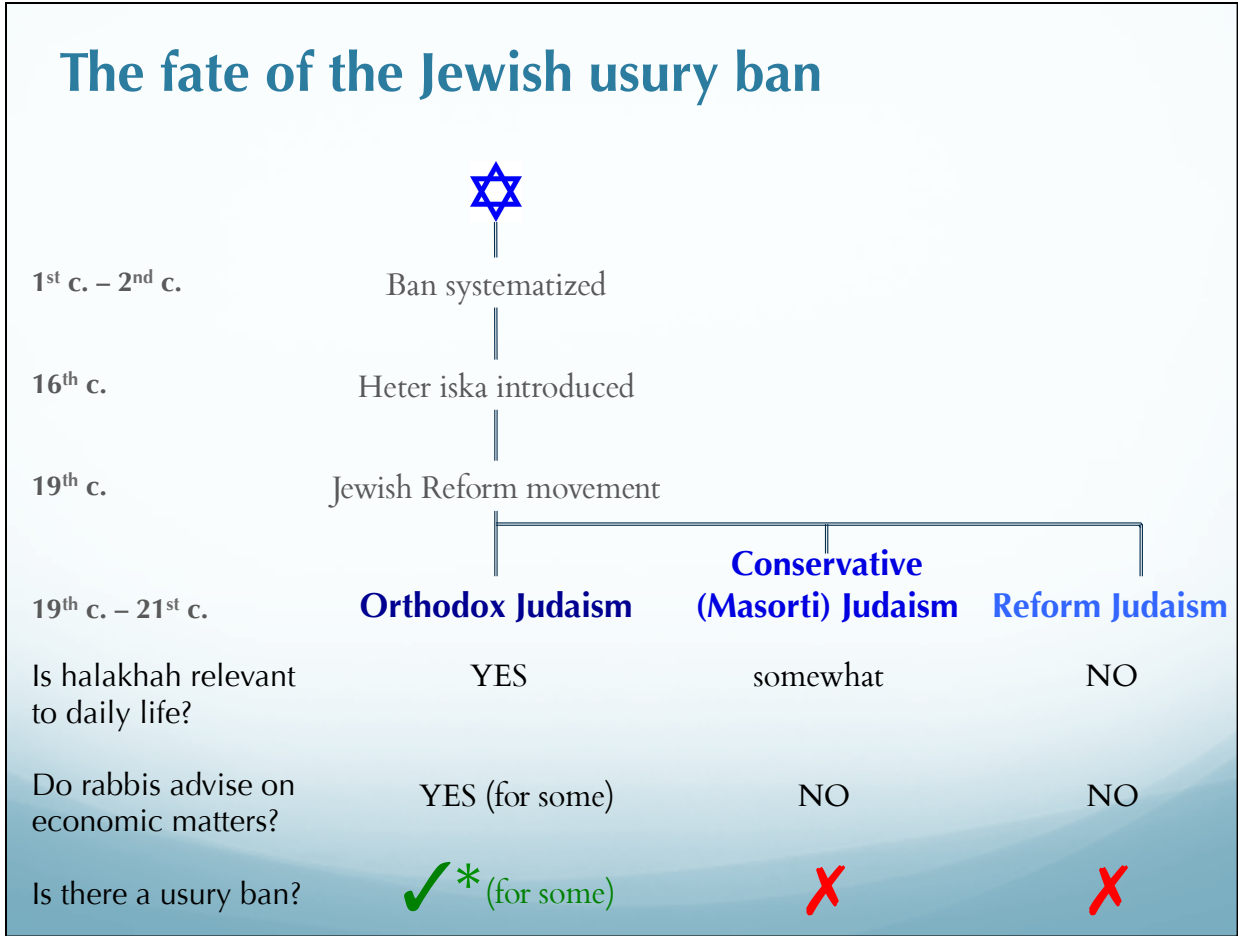 The fate of the Jewish usury ban
1st c. – 2nd c. Ban systematized
16th c. Heter iska introduced
19th c. Jewish Reform movement
19th c. – 21st c. Orthodox Judaism Conservative
(Masorti) Judaism Reform Judaism
Is halakhah relevant
to daily life? YES somewhat NO
Do rabbis advise on
economic matters? YES (for some) NO NO
Is there a usury ban? ✓* (for some) ✗ ✗